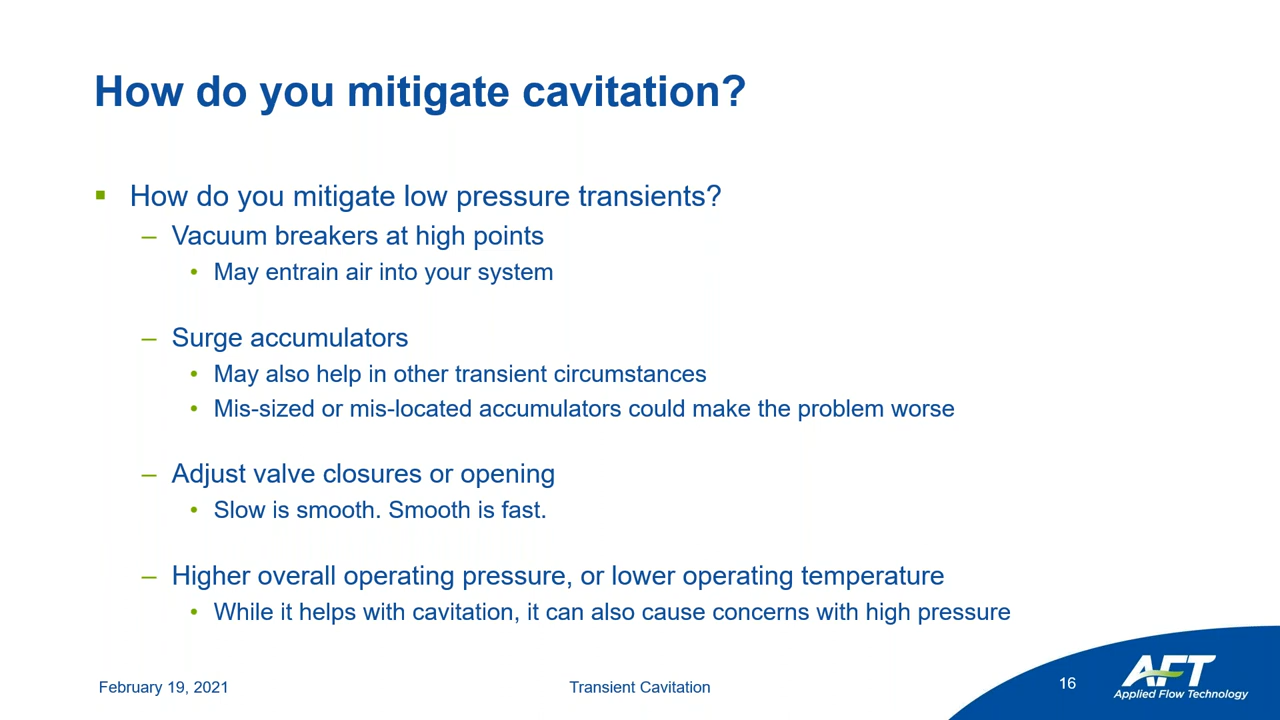 How do you mitigate cavitation?
▪ How do you mitigate low pressure transients?
– Vacuum breakers at high points
• May entrain air into your system
– Surge accumulators
• May also help in other transient circumstances
• Mis-sized or mis-located accumulators could make the problem worse
– Adjust valve closures or opening
• Slow is smooth. Smooth is fast.
– Higher overall operating pressure, or lower operating temperature
• While it helps with cavitation, it can also cause concerns with high pressure
February 19, 2021
Transient Cavitation
16
AFT
Applied Flow Technology